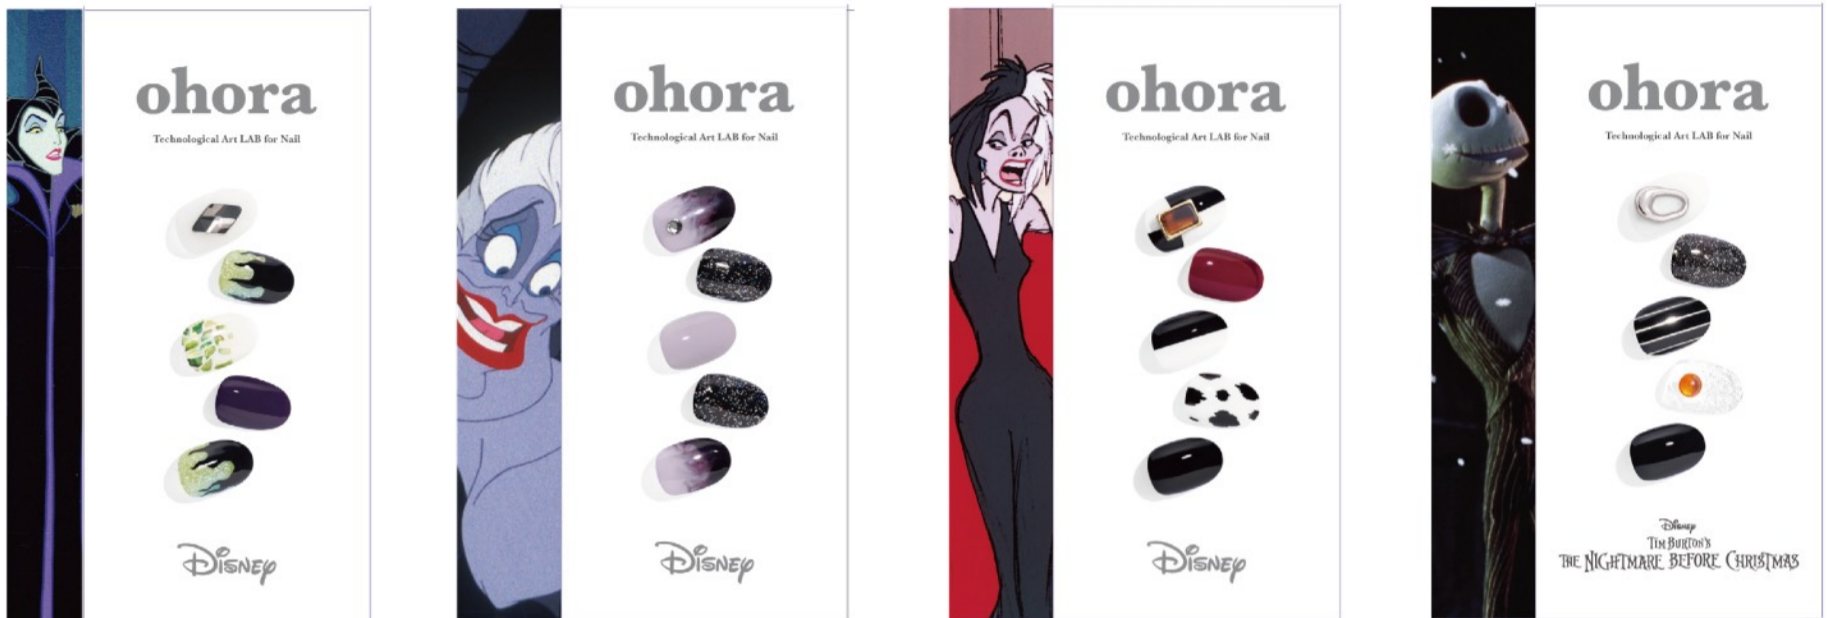 ohora
Technological Art LAB for Nail
Disney
ohora
Technological Art LAB for Nail
Disney
ohora
Technological Art LAB for Nail
Disney
ohora
Technological Art LAB for Nail
Disney
TIM BURTON'S
THE NIGHTMARE BEFORE CHRISTMAS